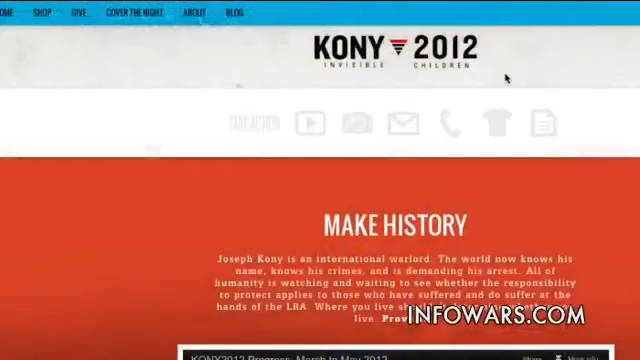 SHOP GIVE COVER THE NIGHT ABOUT BLOG
KONY 2012
INVISIBLE CHILDREN
TAKE ACTION
MAKE HISTORY
Joseph Kony is an international warlord. The world now knows his
name, knows his crimes, and is demanding his arrest. All of
humanity is watching and waiting to see whether the responsibility
to protect applies to those who have suffered and do suffer at the
hands of the LRA. Where you live
live.
INFOWARS.COM
KONY2012 Progress: March to May 2012 Share More info